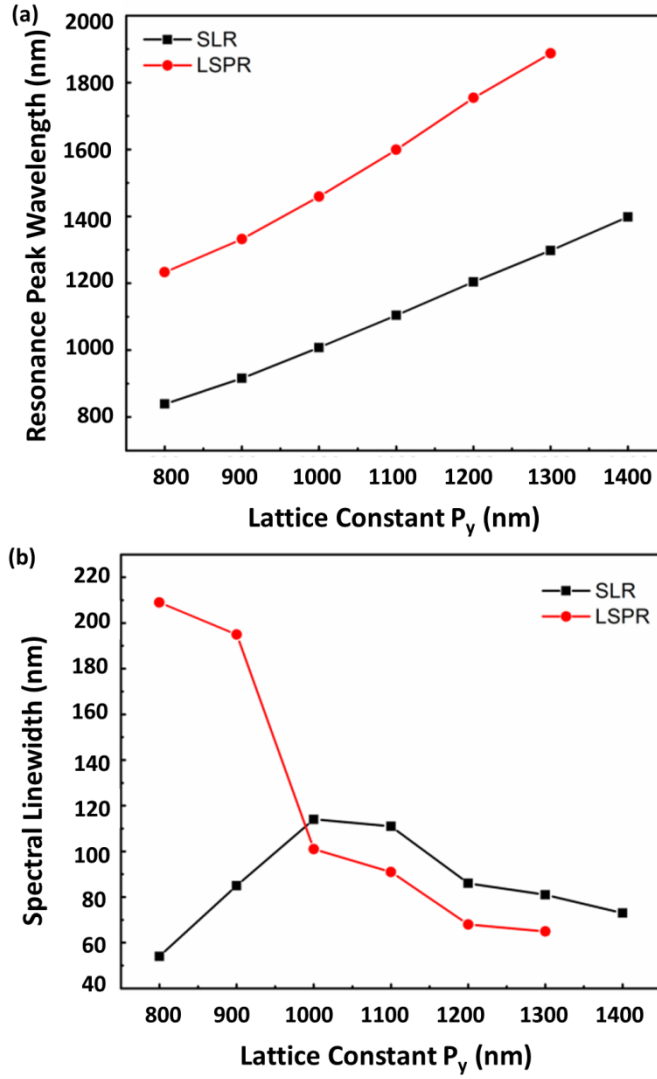 (a)
SLR
LSPR
Resonance Peak Wavelength (nm)
2000
1800
1600
1400
1200
1000
800
800 900 1000 1100 1200 1300 1400
Lattice Constant Py (nm)
(b)
SLR
LSPR
Spectral Linewidth (nm)
220
200
180
160
140
120
100
80
60
40
800 900 1000 1100 1200 1300 1400
Lattice Constant Py (nm)